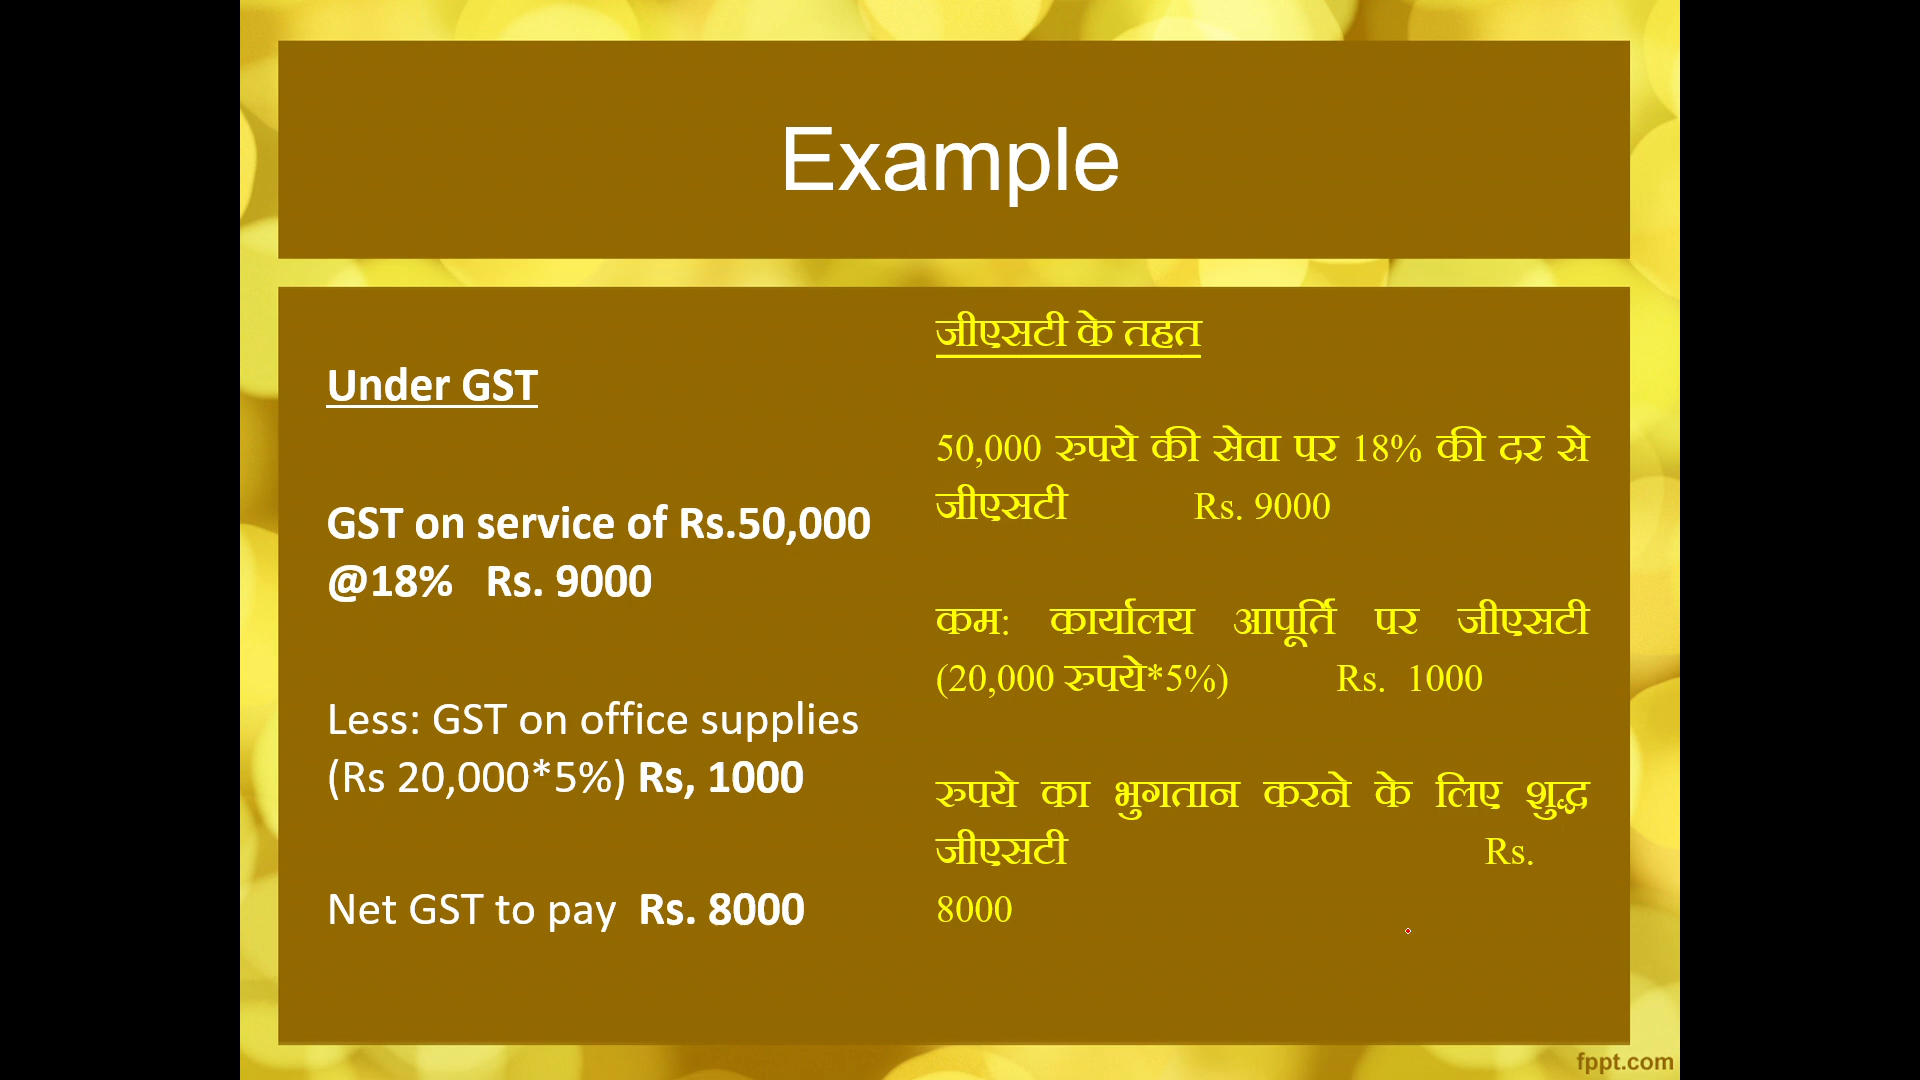 Example
Under GST
GST on service of Rs.50,000
@18% Rs. 9000
Less: GST on office supplies
(Rs 20,000*5%) Rs, 1000
Net GST to pay Rs. 8000
जीएसटी के तहत
50,000 रुपये की सेवा पर 18% की दर से
जीएसटी Rs. 9000
कम: कार्यालय आपूर्ति पर जीएसटी
(20,000 रुपये*5%) Rs. 1000
रुपये का भुगतान करने के लिए शुद्ध
जीएसटी Rs.
8000
fppt.com